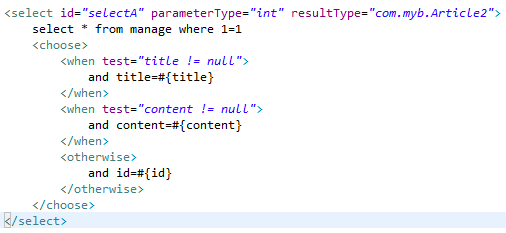 <select id="selectA" parameterType="int" resultType="com.myb.Article2">
select * from manage where 1=1
<choose>
<when test="title != null">
and title=#{title}
</when>
<when test="content != null">
and content=#{content}
</when>
<otherwise>
and id=#{id}
</otherwise>
</choose>
</select>